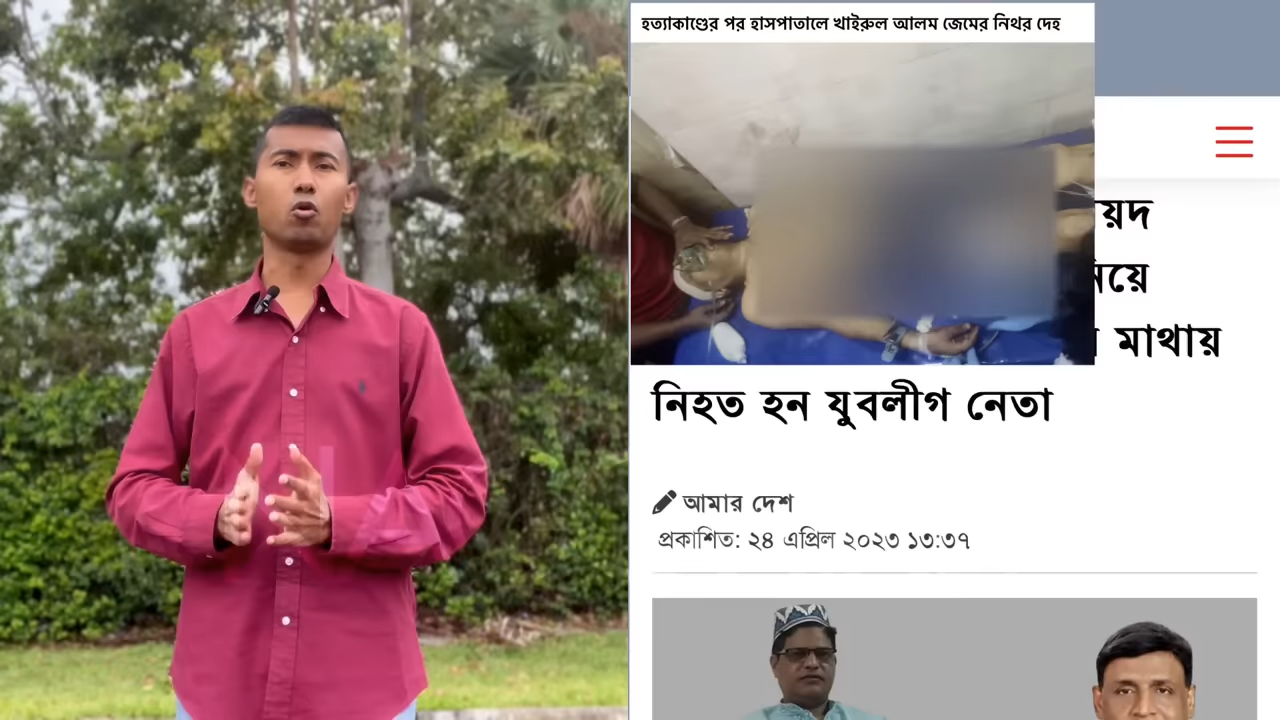 হত্যাকাণ্ডের পর হাসপাতালে খাইরুল আলম জেমের নিথর দেহ
মাথায়
নিহত হন যুবলীগ নেতা
আমার দেশ
প্রকাশিত: ২৪ এপ্রিল ২০২৩ ১৩:৩৭